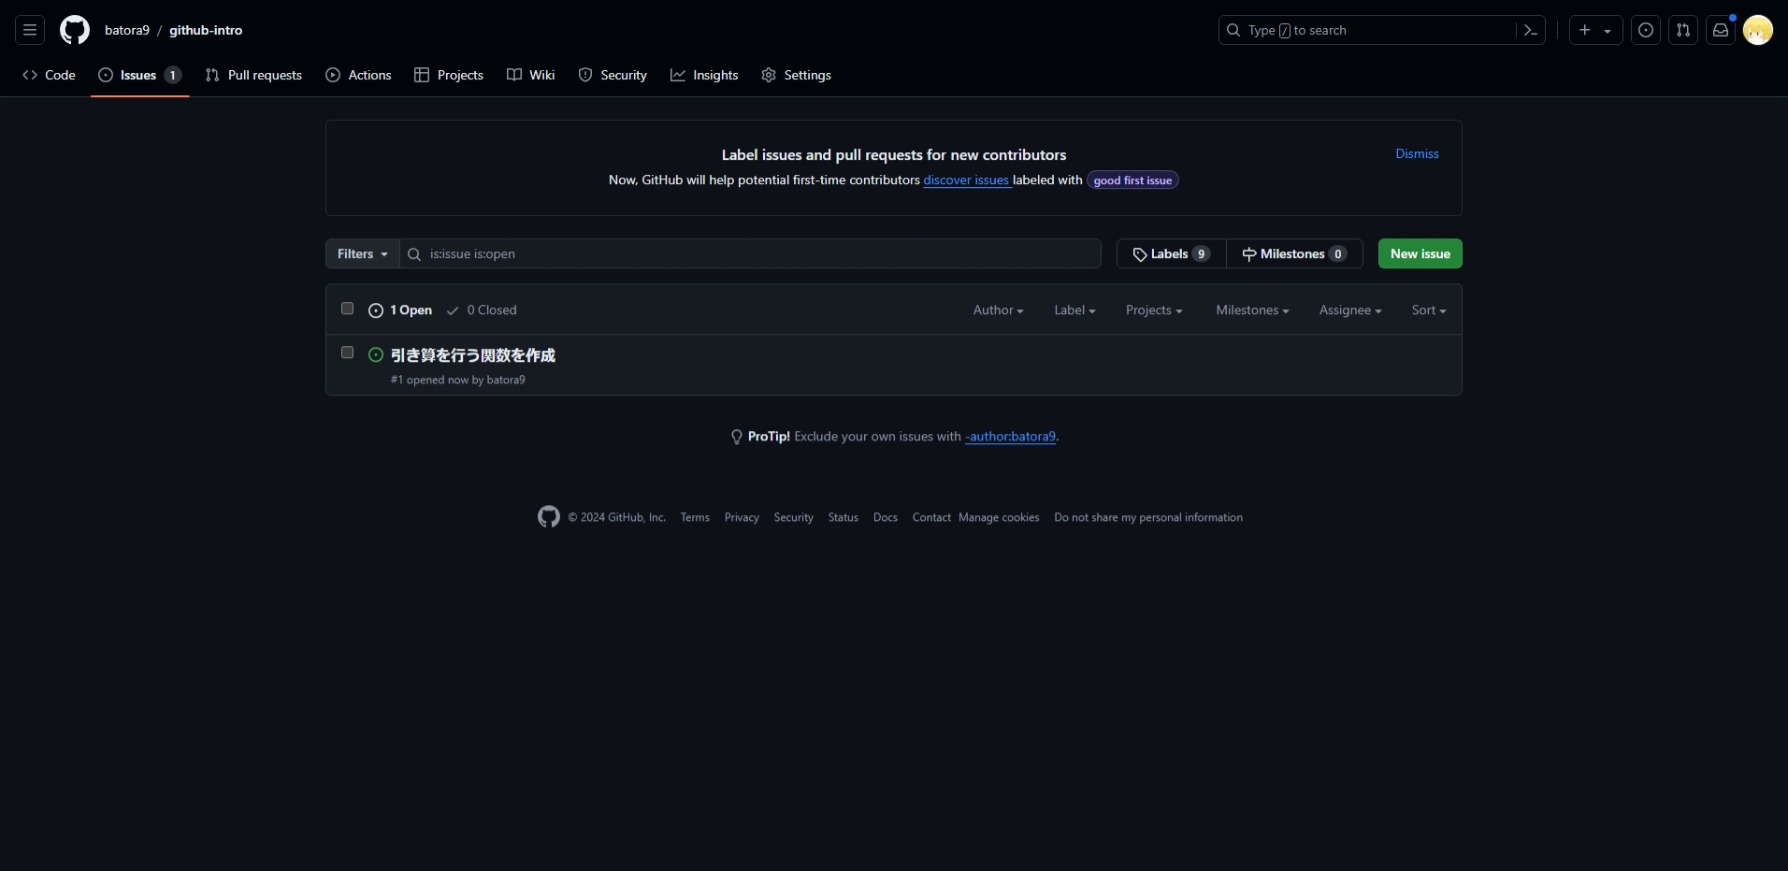 batora9 / github-intro
Type / to search
Code
Issues 1
Pull requests
Actions
Projects
Wiki
Security
Insights
Settings
Label issues and pull requests for new contributors
Dismiss
Now, GitHub will help potential first-time contributors discover issues labeled with good first issue
Filters
is:issue is:open
Labels 9
Milestones 0
New issue
1 Open
0 Closed
Author
Label
Projects
Milestones
Assignee
Sort
引き算を行う関数を作成
#1 opened now by batora9
ProTip! Exclude your own issues with -author:batora9.
© 2024 GitHub, Inc.
Terms
Privacy
Security
Status
Docs
Contact
Manage cookies
Do not share my personal information